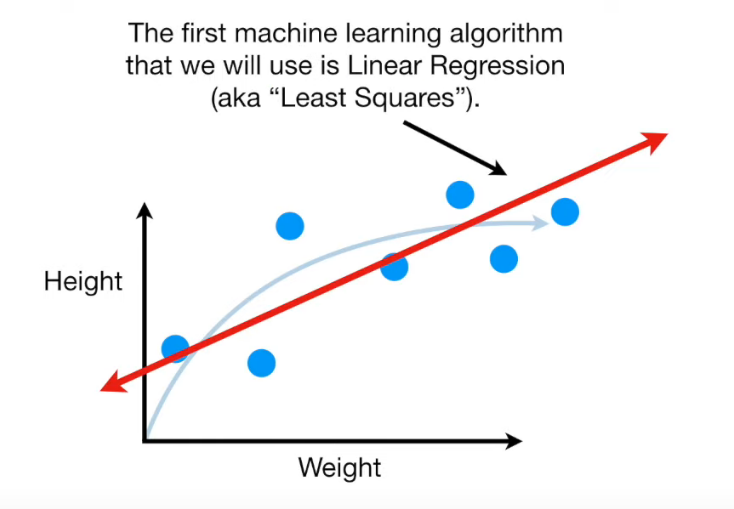 The first machine learning algorithm
that we will use is Linear Regression
(aka “Least Squares”).
Height
Weight